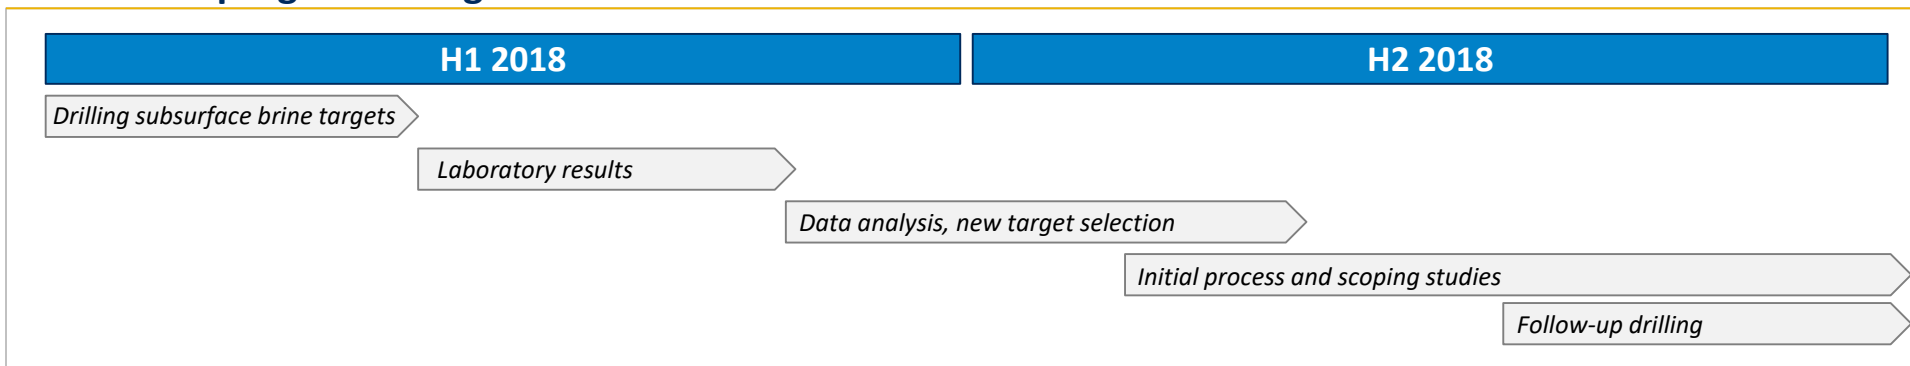 H1 2018
H2 2018
Drilling subsurface brine targets
Laboratory results
Data analysis, new target selection
Initial process and scoping studies
Follow-up drilling